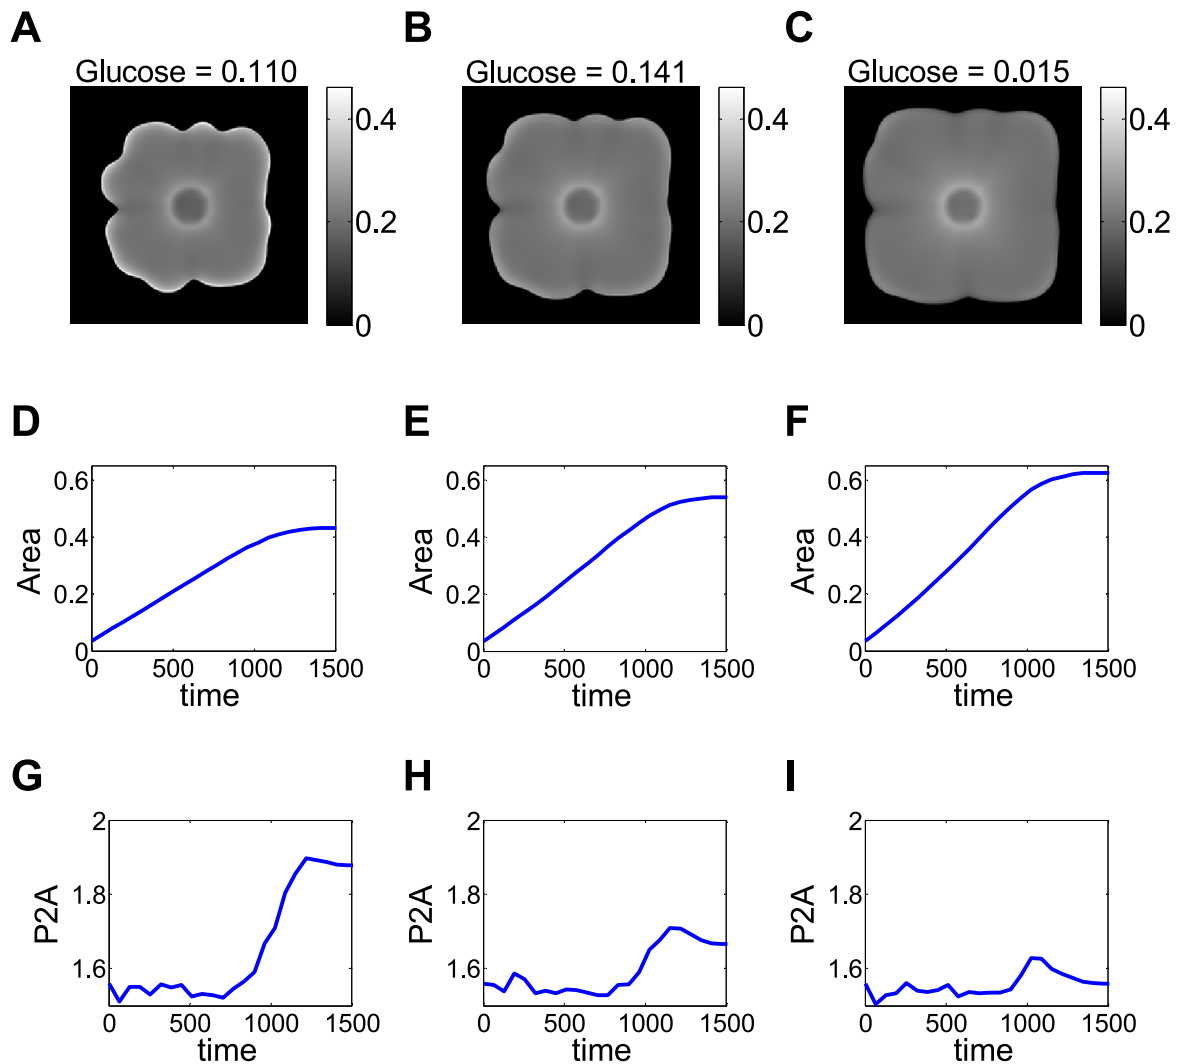 A B C
Glucose = 0.110 Glucose = 0.141 Glucose = 0.015
0.4 0.4 0.4
0.2 0.2 0.2
0 0 0
D E F
0.6 0.6 0.6
0.4 0.4 0.4
0.2 0.2 0.2
0 0 0
Area Area Area
0 500 1000 1500 0 500 1000 1500 0 500 1000 1500
time time time
G H I
2 2 2
1.8 1.8 1.8
1.6 1.6 1.6
P2A P2A P2A
0 500 1000 1500 0 500 1000 1500 0 500 1000 1500
time time time